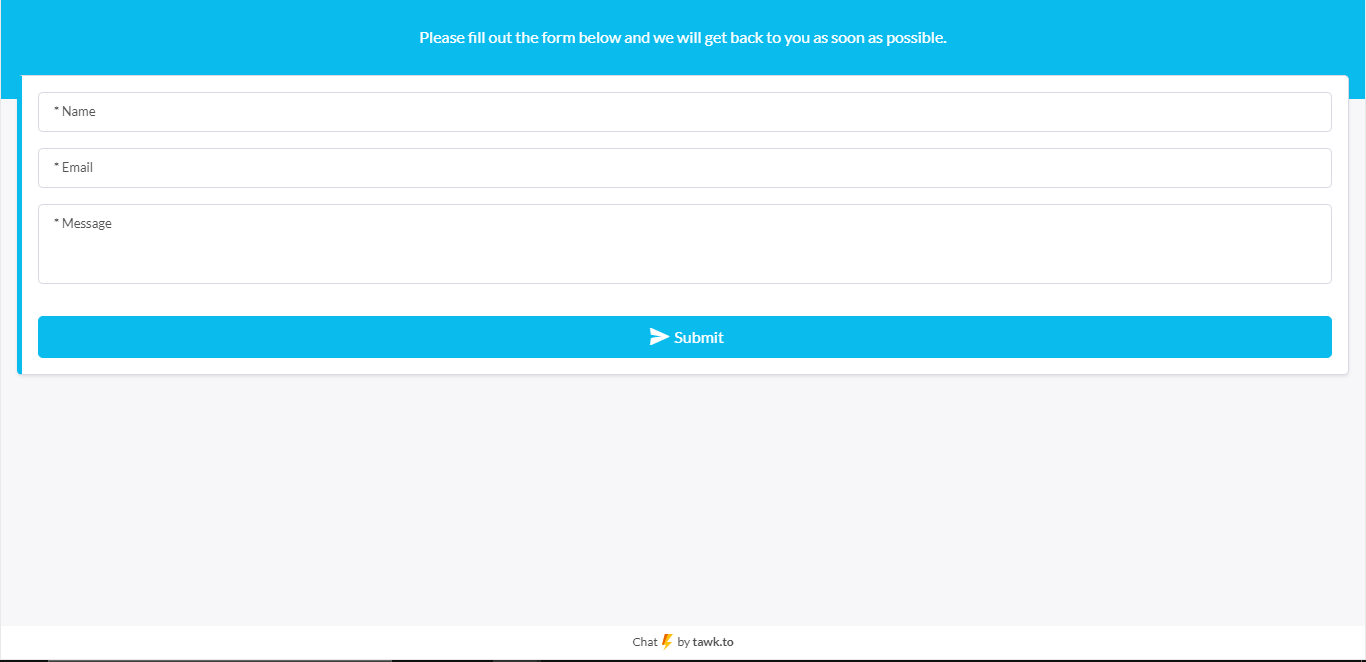 Please fill out the form below and we will get back to you as soon as possible.
* Name
* Email
* Message
Submit
Chat⚡by tawk.to